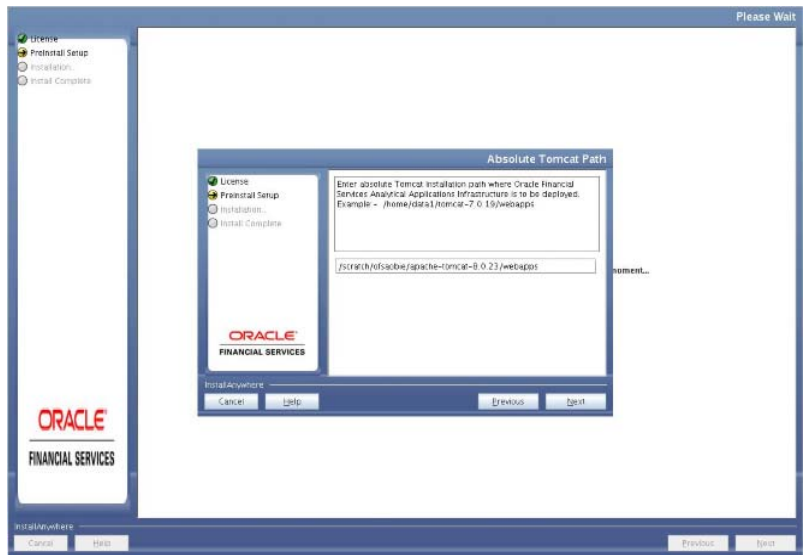 Please Wait
License
Preinstall Setup
Installation...
Install Complete
Absolute Tomcat Path
License
Preinstall Setup
Installation...
Install Complete
Enter absolute Tomcat installation path where Oracle Financial
Services Analytical Applications Infrastructure is to be deployed.
Example:- /home/data1/tomcat-7.0.19/webapps
/scratch/ofsaobie/apache-tomcat-8.0.23/webapps
moment...
ORACLE
FINANCIAL SERVICES
InstallAnywhere
Cancel
Help
Previous
Next
ORACLE
FINANCIAL SERVICES
InstallAnywhere
Cancel
Help
Previous
Next